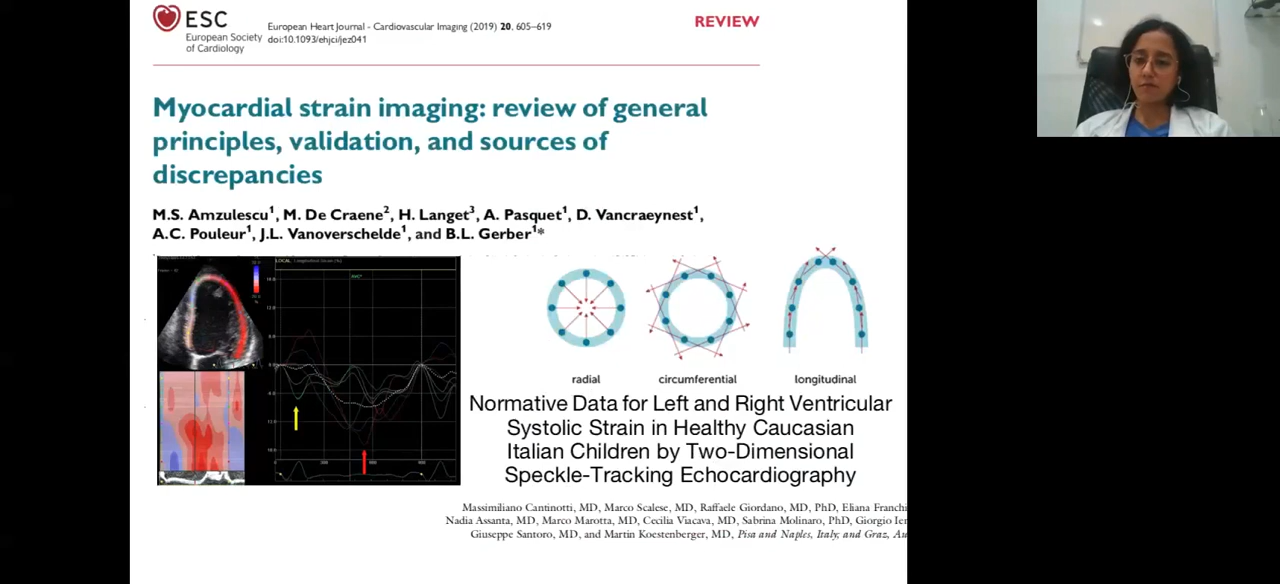 ESC
European Society
of Cardiology
European Heart Journal - Cardiovascular Imaging (2019) 20, 605–619
doi:10.1093/ehjci/jez041
REVIEW
Myocardial strain imaging: review of general
principles, validation, and sources of
discrepancies
M.S. Amzulescu1, M. De Craene2, H. Langet3, A. Pasquet1, D. Vancraeynest1,
A.C. Pouleur1, J.L. Vanoverschelde1, and B.L. Gerber1*
radial
circumferential
longitudinal
Normative Data for Left and Right Ventricular
Systolic Strain in Healthy Caucasian
Italian Children by Two-Dimensional
Speckle-Tracking Echocardiography
Massimiliano Cantinotti, MD, Marco Scalese, MD, Raffaele Giordano, MD, PhD, Eliana Franchi
Nadia Assanta, MD, Marco Marotta, MD, Cecilia Viacava, MD, Sabrina Molinaro, PhD, Giorgio
Giuseppe Santoro, MD, and Martin Koestenberger, MD, Pisa and Naples, Italy; and Graz,